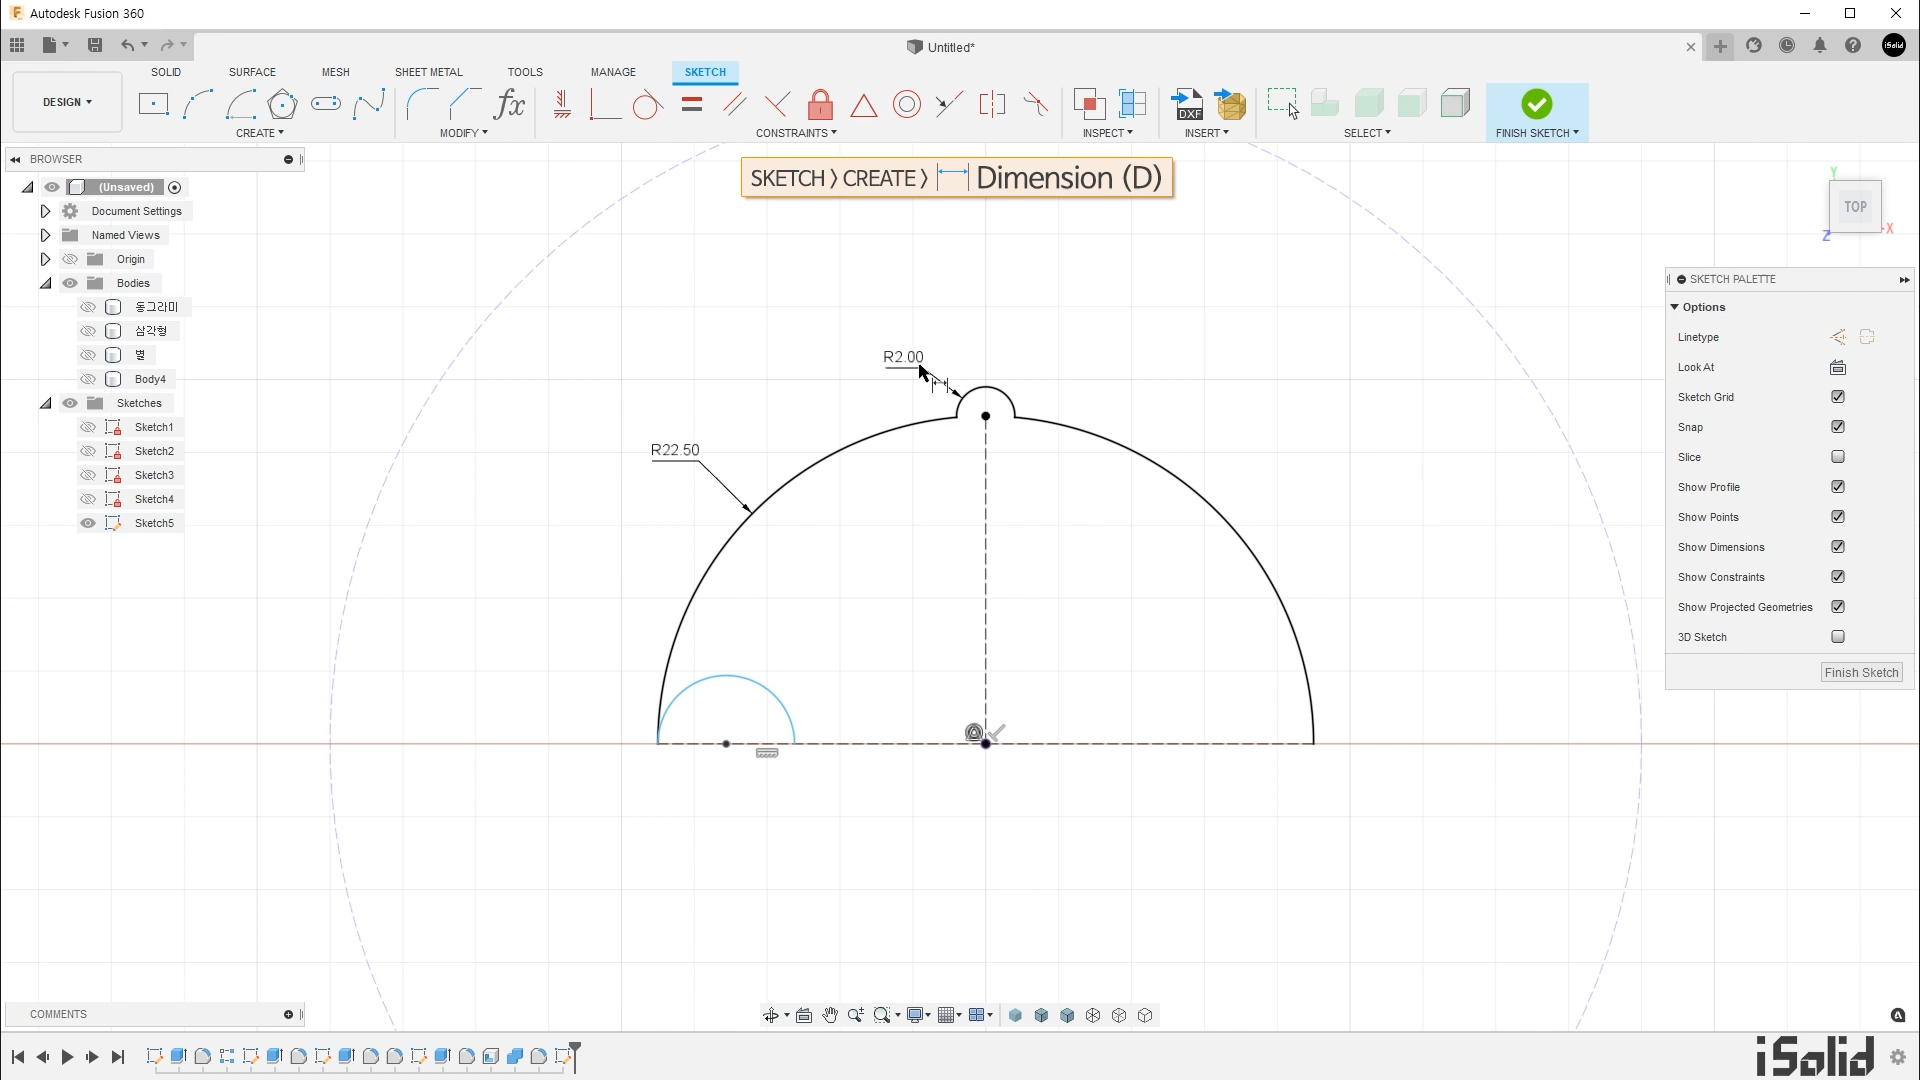 Autodesk Fusion 360
Untitled*
iSolid
DESIGN
SOLID SURFACE MESH SHEET METAL TOOLS MANAGE SKETCH
fx
DXF
CREATE MODIFY CONSTRAINTS INSPECT INSERT SELECT FINISH SKETCH
BROWSER
(Unsaved)
Document Settings
Named Views
Origin
Bodies
동그라미
삼각형
별
Body4
Sketches
Sketch1
Sketch2
Sketch3
Sketch4
Sketch5
SKETCH 〉 CREATE 〉 Dimension (D)
R2.00
R22.50
Y
TOP
X
Z
SKETCH PALETTE
Options
Linetype
Look At
Sketch Grid
Snap
Slice
Show Profile
Show Points
Show Dimensions
Show Constraints
Show Projected Geometries
3D Sketch
Finish Sketch
COMMENTS
iSolid